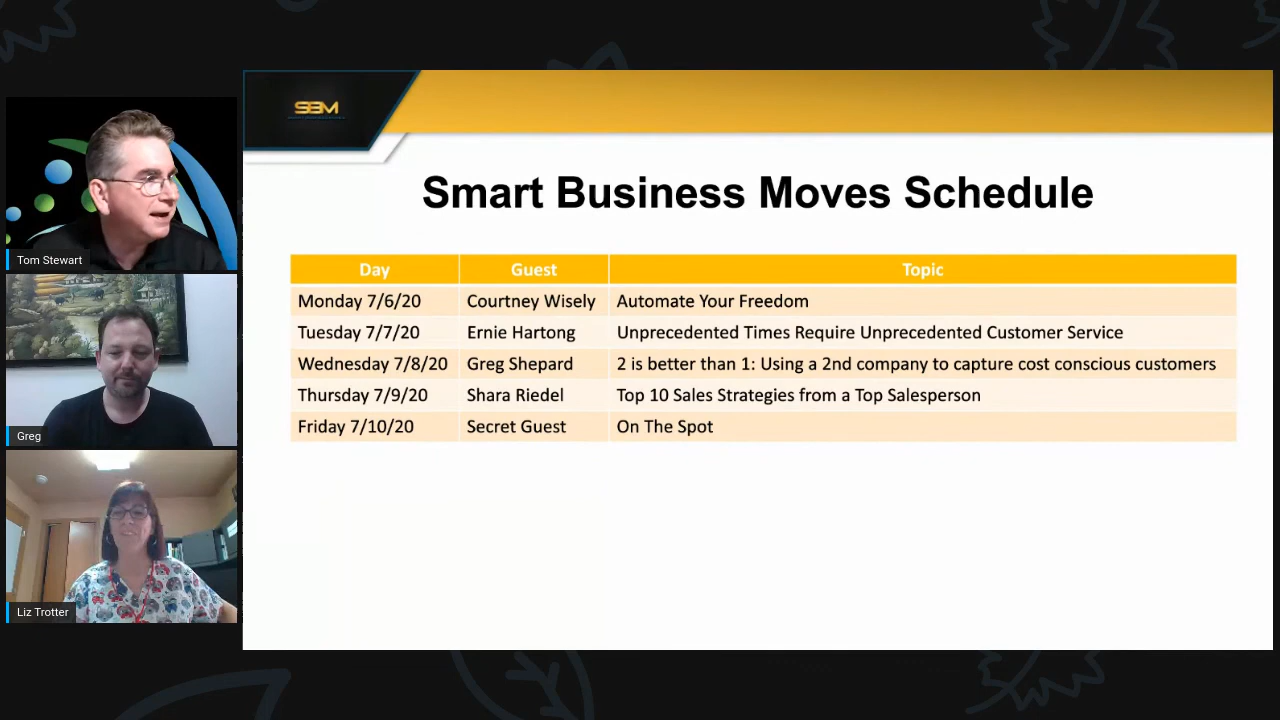 SBM
Smart Business Moves Schedule
Day Guest Topic
Monday 7/6/20 Courtney Wisely Automate Your Freedom
Tuesday 7/7/20 Ernie Hartong Unprecedented Times Require Unprecedented Customer Service
Wednesday 7/8/20 Greg Shepard 2 is better than 1: Using a 2nd company to capture cost conscious customers
Thursday 7/9/20 Shara Riedel Top 10 Sales Strategies from a Top Salesperson
Friday 7/10/20 Secret Guest On The Spot
Tom Stewart
Greg
Liz Trotter